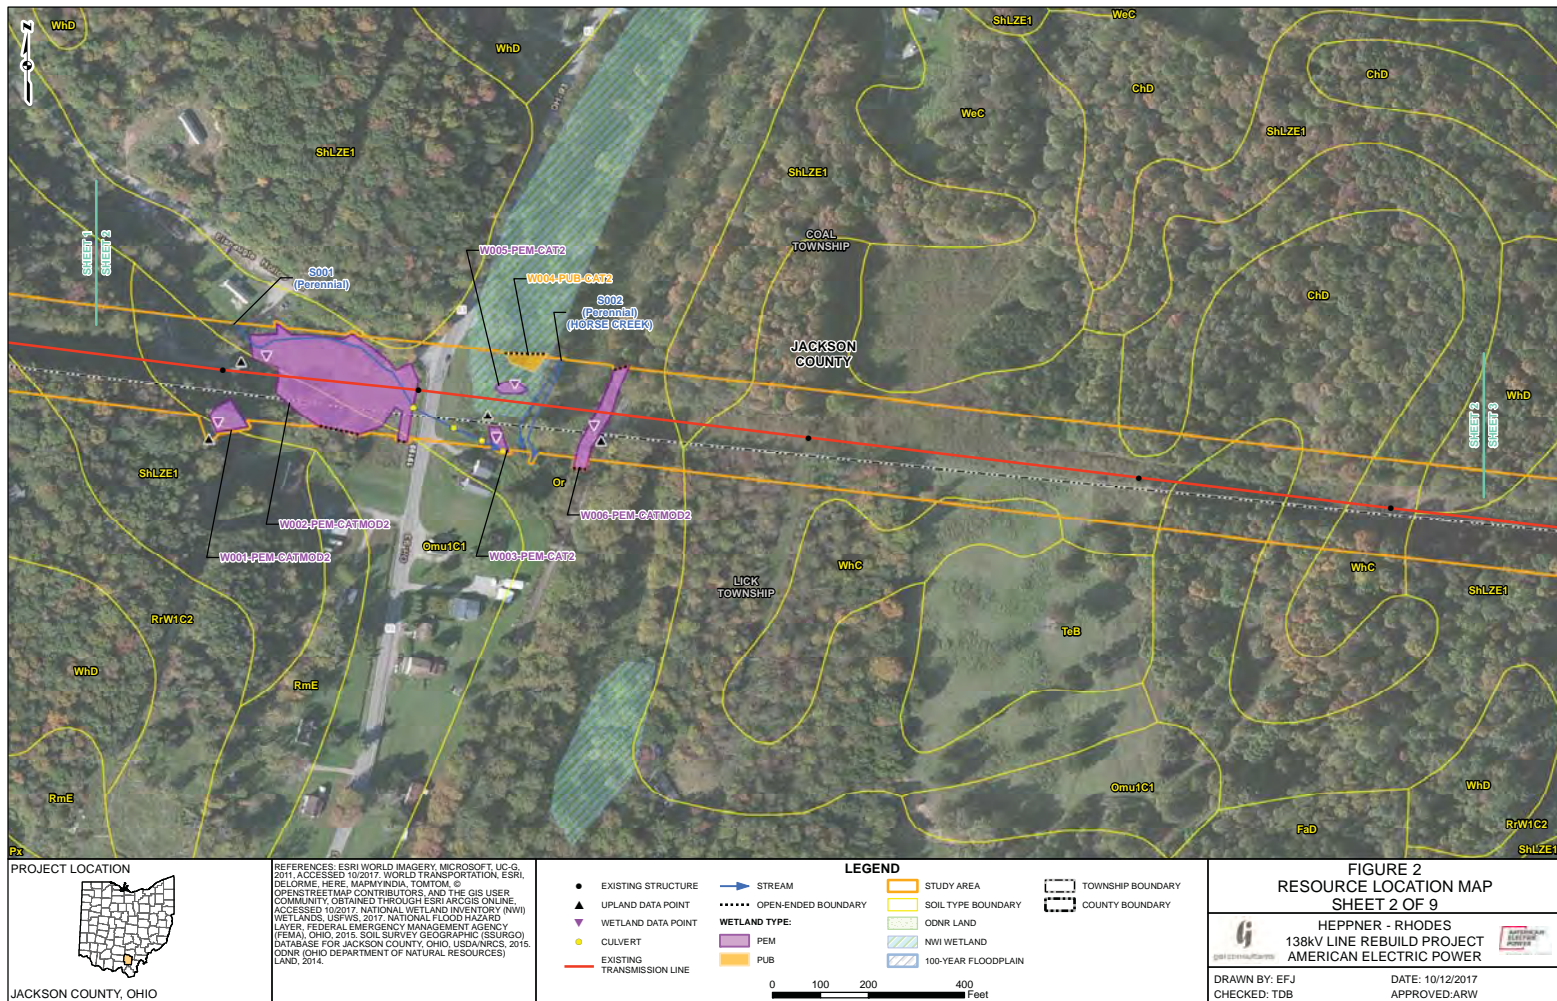 WhD
WhD
ShLZE1
WeC
ChD
ChD
WeC
ShLZE1
ShLZE1
ShLZE1
COAL
TOWNSHIP
SHEET 1
SHEET 2
S001
(Perennial)
W005-PEM-CAT2
W004-PUB-CAT2
S002
(Perennial)
(HORSE CREEK)
ChD
JACKSON
COUNTY
WhD
SHEET 2
SHEET 3
ShLZE1
Or
W002-PEM-CATMOD2
W006-PEM-CATMOD2
W001-PEM-CATMOD2
Omu1C1
W003-PEM-CAT2
WhC
WhC
LICK
TOWNSHIP
ShLZE1
RrW1C2
TeB
WhD
RmE
RmE
Omu1C1
WhD
FaD
RrW1C2
Px
ShLZE1
PROJECT LOCATION
JACKSON COUNTY, OHIO
REFERENCES: ESRI WORLD IMAGERY, MICROSOFT, UC-G,
2011, ACCESSED 10/2017. WORLD TRANSPORTATION, ESRI,
DELORME, HERE, MAPMYINDIA, TOMTOM, ©
OPENSTREETMAP CONTRIBUTORS, AND THE GIS USER
COMMUNITY, OBTAINED THROUGH ESRI ARCGIS ONLINE,
ACCESSED 10/2017. NATIONAL WETLAND INVENTORY (NWI)
WETLANDS, USFWS, 2017. NATIONAL FLOOD HAZARD
LAYER, FEDERAL EMERGENCY MANAGEMENT AGENCY
(FEMA), OHIO, 2015. SOIL SURVEY GEOGRAPHIC (SSURGO)
DATABASE FOR JACKSON COUNTY, OHIO, USDA/NRCS, 2015.
ODNR (OHIO DEPARTMENT OF NATURAL RESOURCES)
LAND, 2014.
LEGEND
EXISTING STRUCTURE
UPLAND DATA POINT
WETLAND DATA POINT
CULVERT
EXISTING
TRANSMISSION LINE
STREAM
OPEN-ENDED BOUNDARY
WETLAND TYPE:
PEM
PUB
STUDY AREA
SOIL TYPE BOUNDARY
ODNR LAND
NWI WETLAND
100-YEAR FLOODPLAIN
TOWNSHIP BOUNDARY
COUNTY BOUNDARY
0 100 200 400
Feet
FIGURE 2
RESOURCE LOCATION MAP
SHEET 2 OF 9
HEPPNER - RHODES
138kV LINE REBUILD PROJECT
AMERICAN ELECTRIC POWER
AMERICAN
ELECTRIC
POWER
DRAWN BY: EFJ
DATE: 10/12/2017
CHECKED: TDB
APPROVED:ARW